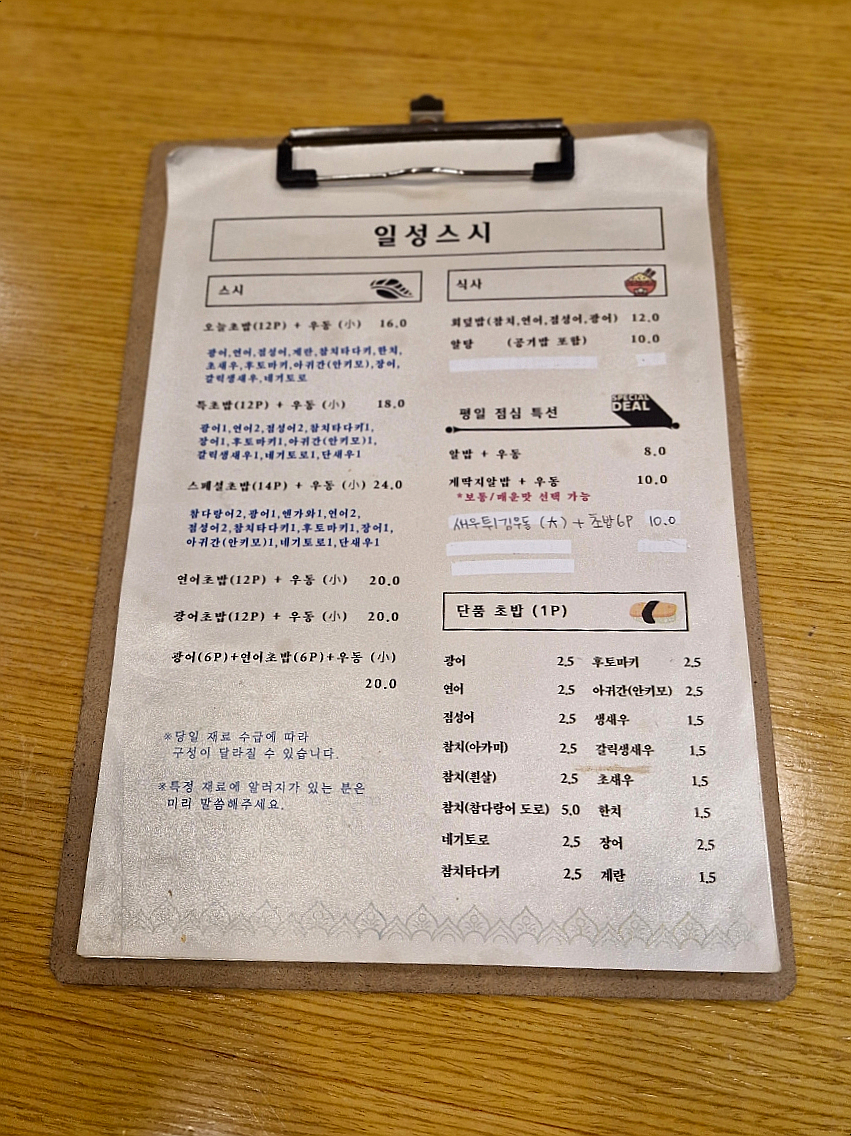 일성스시
스시
오늘초밥(12P) + 우동 (小) 16.0
광어,연어,점성어,계란,참치타다키,한치,
초새우,후토마키,아귀간(안키모),장어,
갈릭생새우,네기토로
특초밥(12P) + 우동 (小) 18.0
광어1,연어2,점성어2,참치타다키1,
장어1,후토마키1,아귀간(안키모)1,
갈릭생새우1,네기토로1,단새우1
스페셜초밥(14P) + 우동 (小) 24.0
참다랑어2,광어1,엔가와1,연어2,
점성어2,참치타다키1,후토마키1,장어1,
아귀간(안키모)1,네기토로1,단새우1
연어초밥(12P) + 우동 (小) 20.0
광어초밥(12P) + 우동 (小) 20.0
광어(6P)+연어초밥(6P)+우동 (小)
20.0
※당일 재료 수급에 따라
구성이 달라질 수 있습니다.
※특정 재료에 알러지가 있는 분은
미리 말씀해주세요.
식사
회덮밥(참치,연어,점성어,광어) 12.0
알탕 (공기밥 포함) 10.0
평일 점심 특선
SPECIAL
DEAL
알밥 + 우동 8.0
게딱지알밥 + 우동 10.0
*보통/매운맛 선택 가능
새우튀김우동 (大) + 초밥6P 10.0
단품 초밥 (1P)
광어 2.5 후토마키 2.5
연어 2.5 아귀간(안키모) 2.5
점성어 2.5 생새우 1.5
참치(아카미) 2.5 갈릭생새우 1.5
참치(흰살) 2.5 초새우 1.5
참치(참다랑어 도로) 5.0 한치 1.5
네기토로 2.5 장어 2.5
참치타다키 2.5 계란 1.5